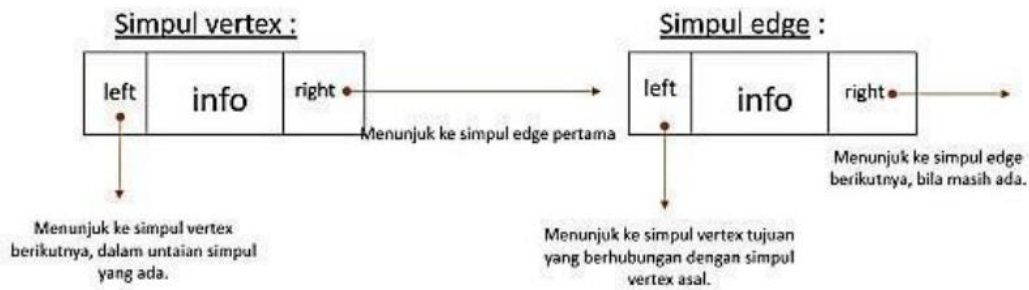 Simpul vertex :
left
info
right
Menunjuk ke simpul edge pertama
Menunjuk ke simpul vertex
berikutnya, dalam untaian simpul
yang ada.
Simpul edge :
left
info
right
Menunjuk ke simpul edge
berikutnya, bila masih ada.
Menunjuk ke simpul vertex tujuan
yang berhubungan dengan simpul
vertex asal.